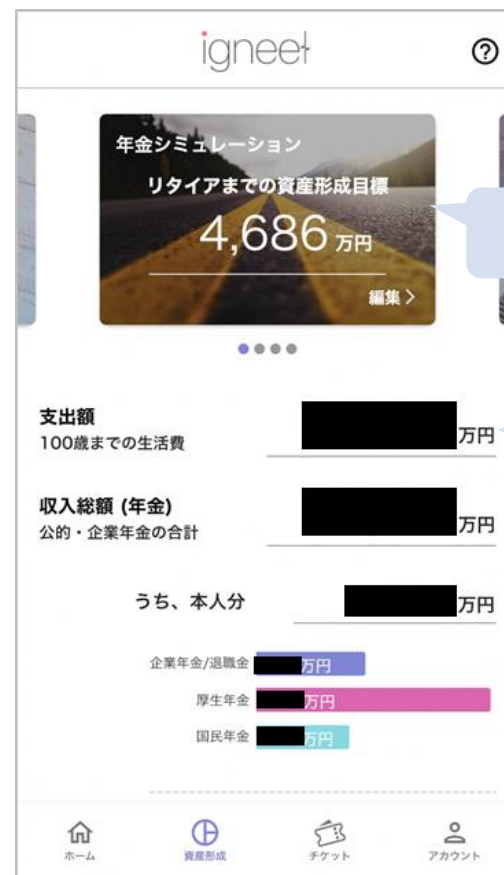 igneet
年金シミュレーション
リタイアまでの資産形成目標
4,686 万円
編集 >
支出額
100歳までの生活費
万円
収入総額 (年金)
公的・企業年金の合計
万円
うち、本人分
万円
企業年金/退職金 万円
厚生年金 万円
国民年金 万円
ホーム 資産形成 チケット アカウント